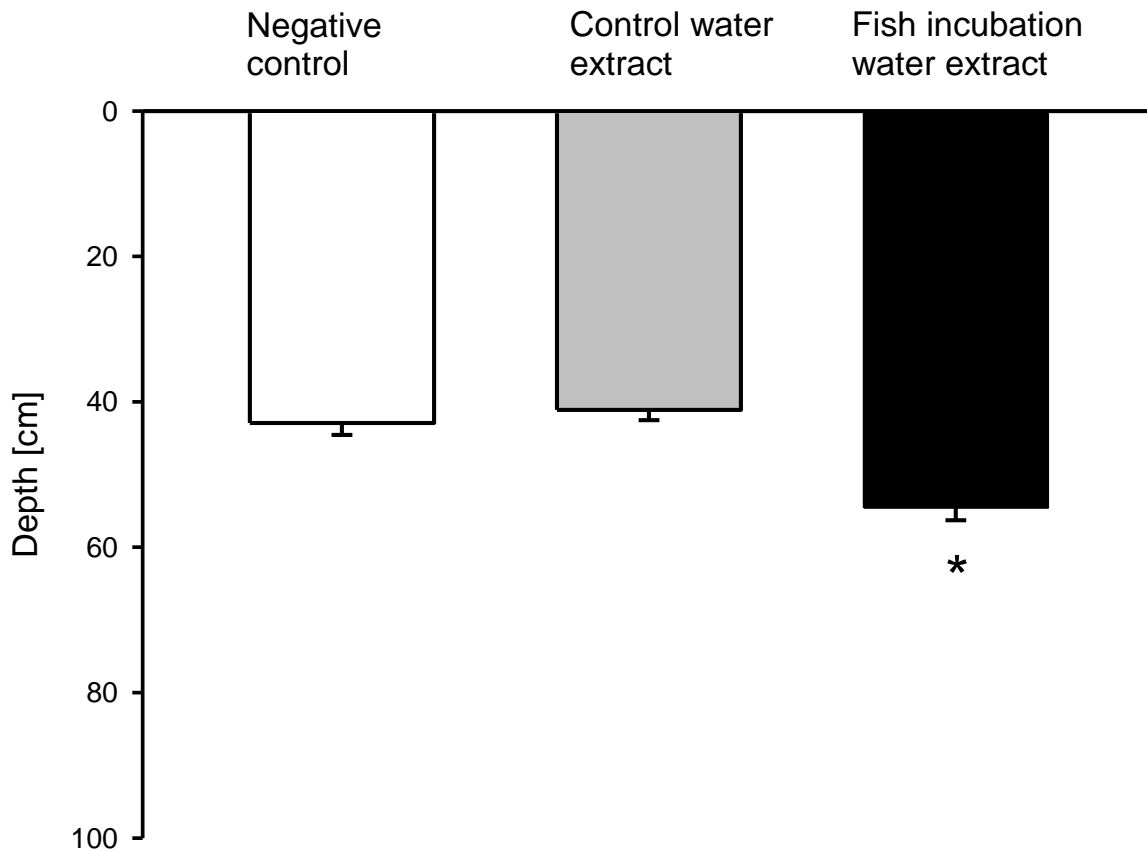 Negative
control
Control water
extract
Fish incubation
water extract
0
20
40
60
80
100
Depth [cm]
*